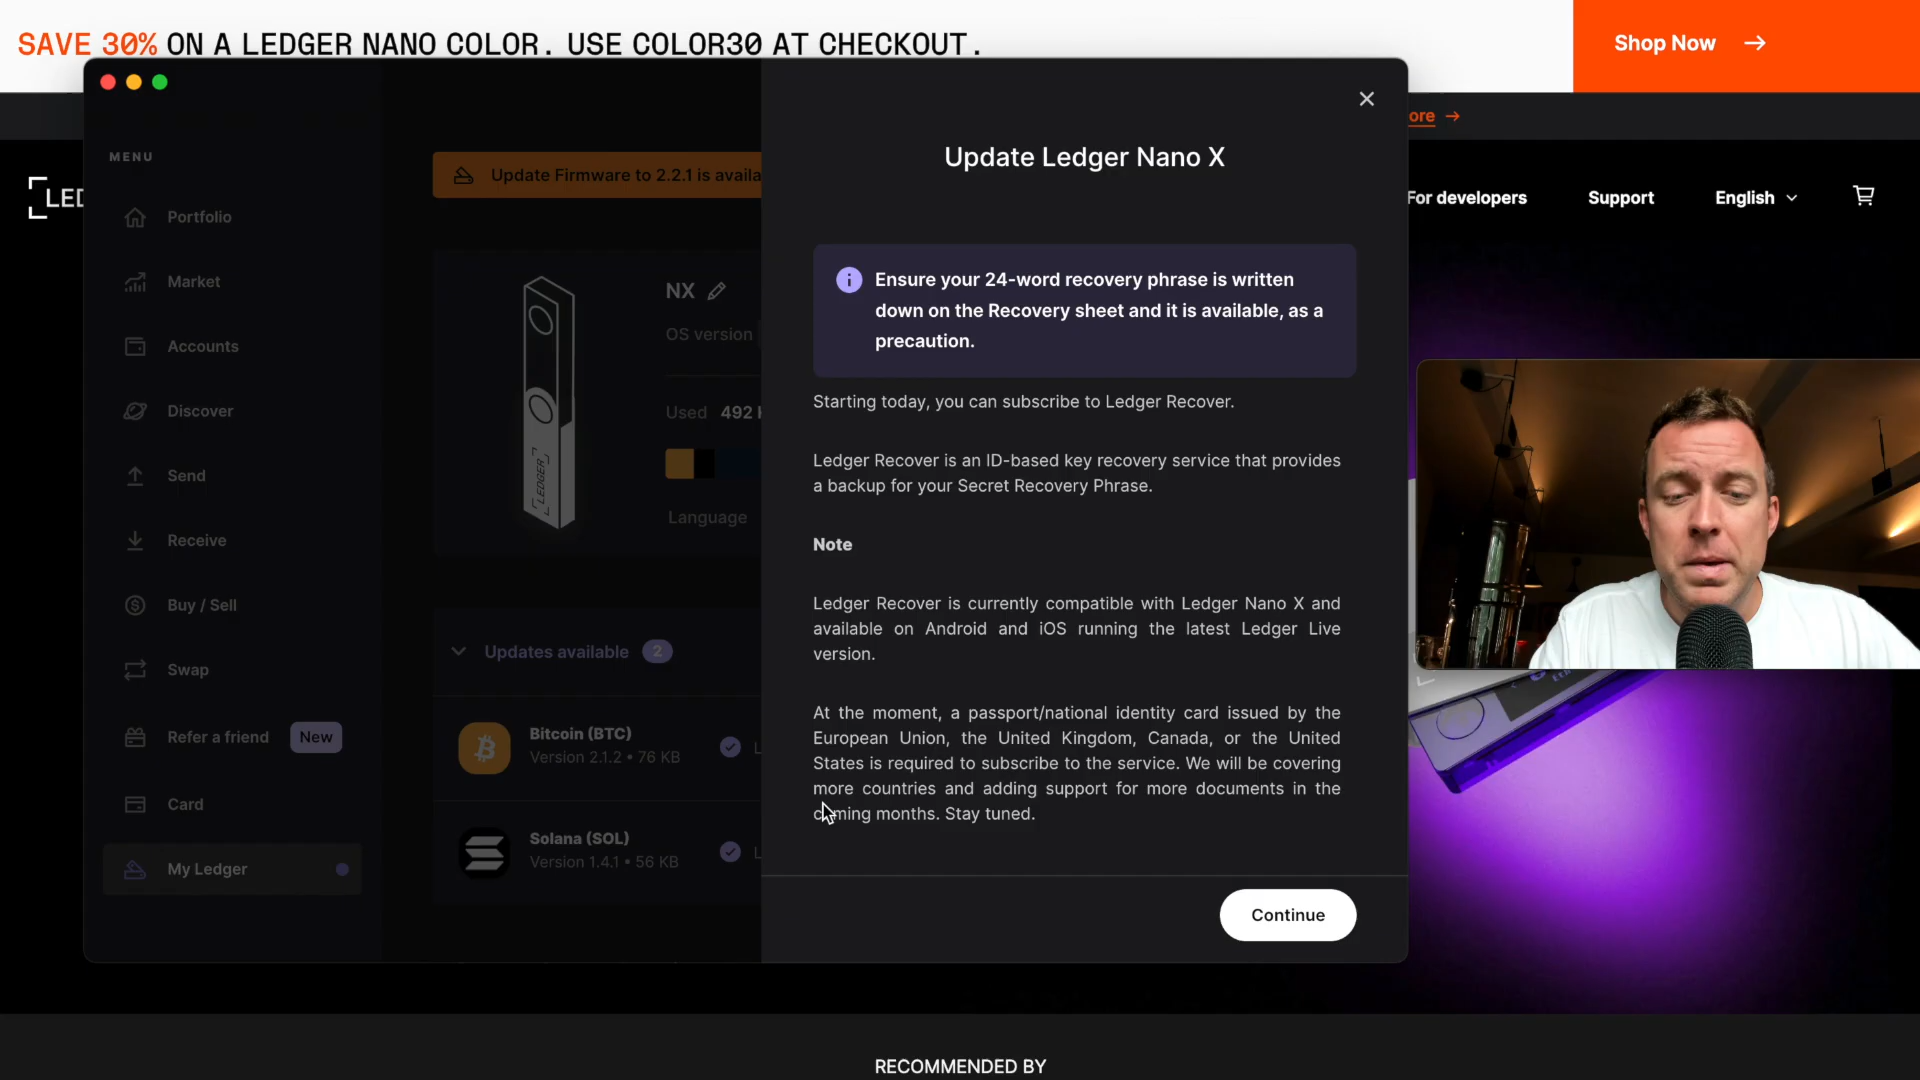 SAVE 30% ON A LEDGER NANO COLOR. USE COLOR30 AT CHECKOUT.
Shop Now
ore
LED
For developers
Support
English
MENU
Portfolio
Market
Accounts
Discover
Send
Receive
Buy / Sell
Swap
Refer a friend
New
Card
My Ledger
Update Firmware to 2.2.1 is availa
NX
OS version
Used 492
Language
LEDGER
Updates available 2
Bitcoin (BTC)
Version 2.1.2 • 76 KB
Solana (SOL)
Version 1.4.1 • 56 KB
Update Ledger Nano X
Ensure your 24-word recovery phrase is written
down on the Recovery sheet and it is available, as a
precaution.
Starting today, you can subscribe to Ledger Recover.
Ledger Recover is an ID-based key recovery service that provides
a backup for your Secret Recovery Phrase.
Note
Ledger Recover is currently compatible with Ledger Nano X and
available on Android and iOS running the latest Ledger Live
version.
At the moment, a passport/national identity card issued by the
European Union, the United Kingdom, Canada, or the United
States is required to subscribe to the service. We will be covering
more countries and adding support for more documents in the
coming months. Stay tuned.
Continue
RECOMMENDED BY